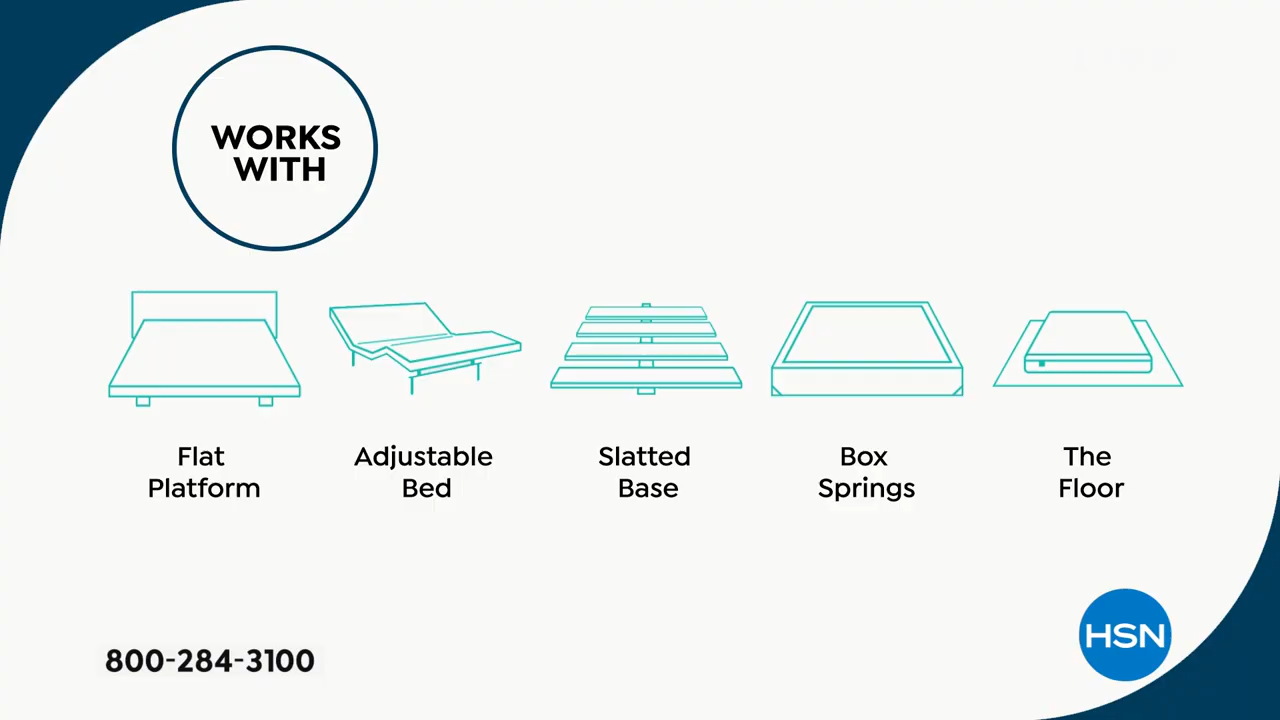 WORKS
WITH
Flat
Platform
Adjustable
Bed
Slatted
Base
Box
Springs
The
Floor
800-284-3100
HSN